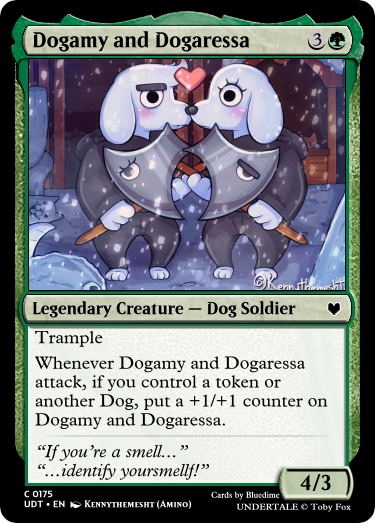 Dogamy and Dogaressa 3
©Kennythemesht
Legendary Creature — Dog Soldier
Trample
Whenever Dogamy and Dogaressa
attack, if you control a token or
another Dog, put a +1/+1 counter on
Dogamy and Dogaressa.
“If you're a smell…”
“…identify yoursmellf!”
4/3
C 0175
UDT • EN Kennythemesht (Amino)
Cards by Bluedime
UNDERTALE © Toby Fox